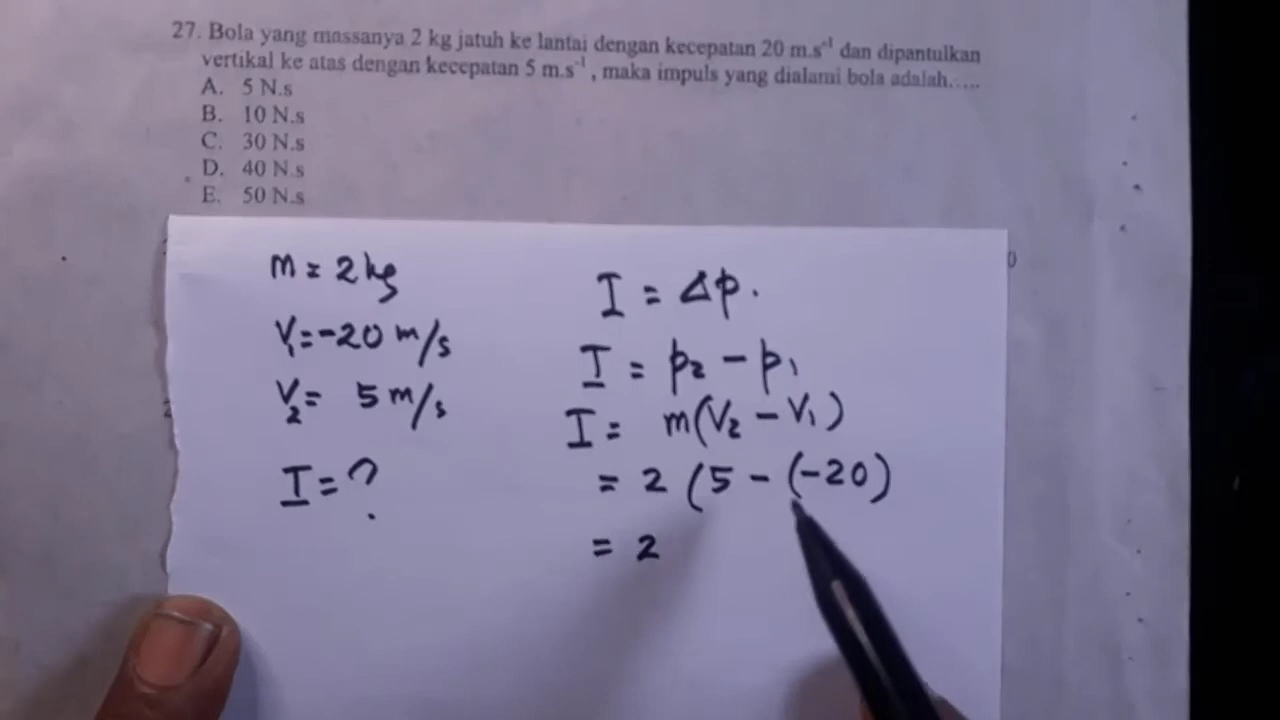 27. Bola yang massanya 2 kg jatuh ke lantai dengan kecepatan 20 m.s⁻¹ dan dipantulkan
vertikal ke atas dengan kecepatan 5 m.s⁻¹, maka impuls yang dialami bola adalah.....
A. 5 N.s
B. 10 N.s
C. 30 N.s
D. 40 N.s
E. 50 N.s
m = 2 kg
V₁ = -20 m/s
V₂ = 5 m/s
I = ?
I = Δp.
I = p₂ - p₁
I = m(V₂ - V₁)
= 2 (5 - (-20)
= 2